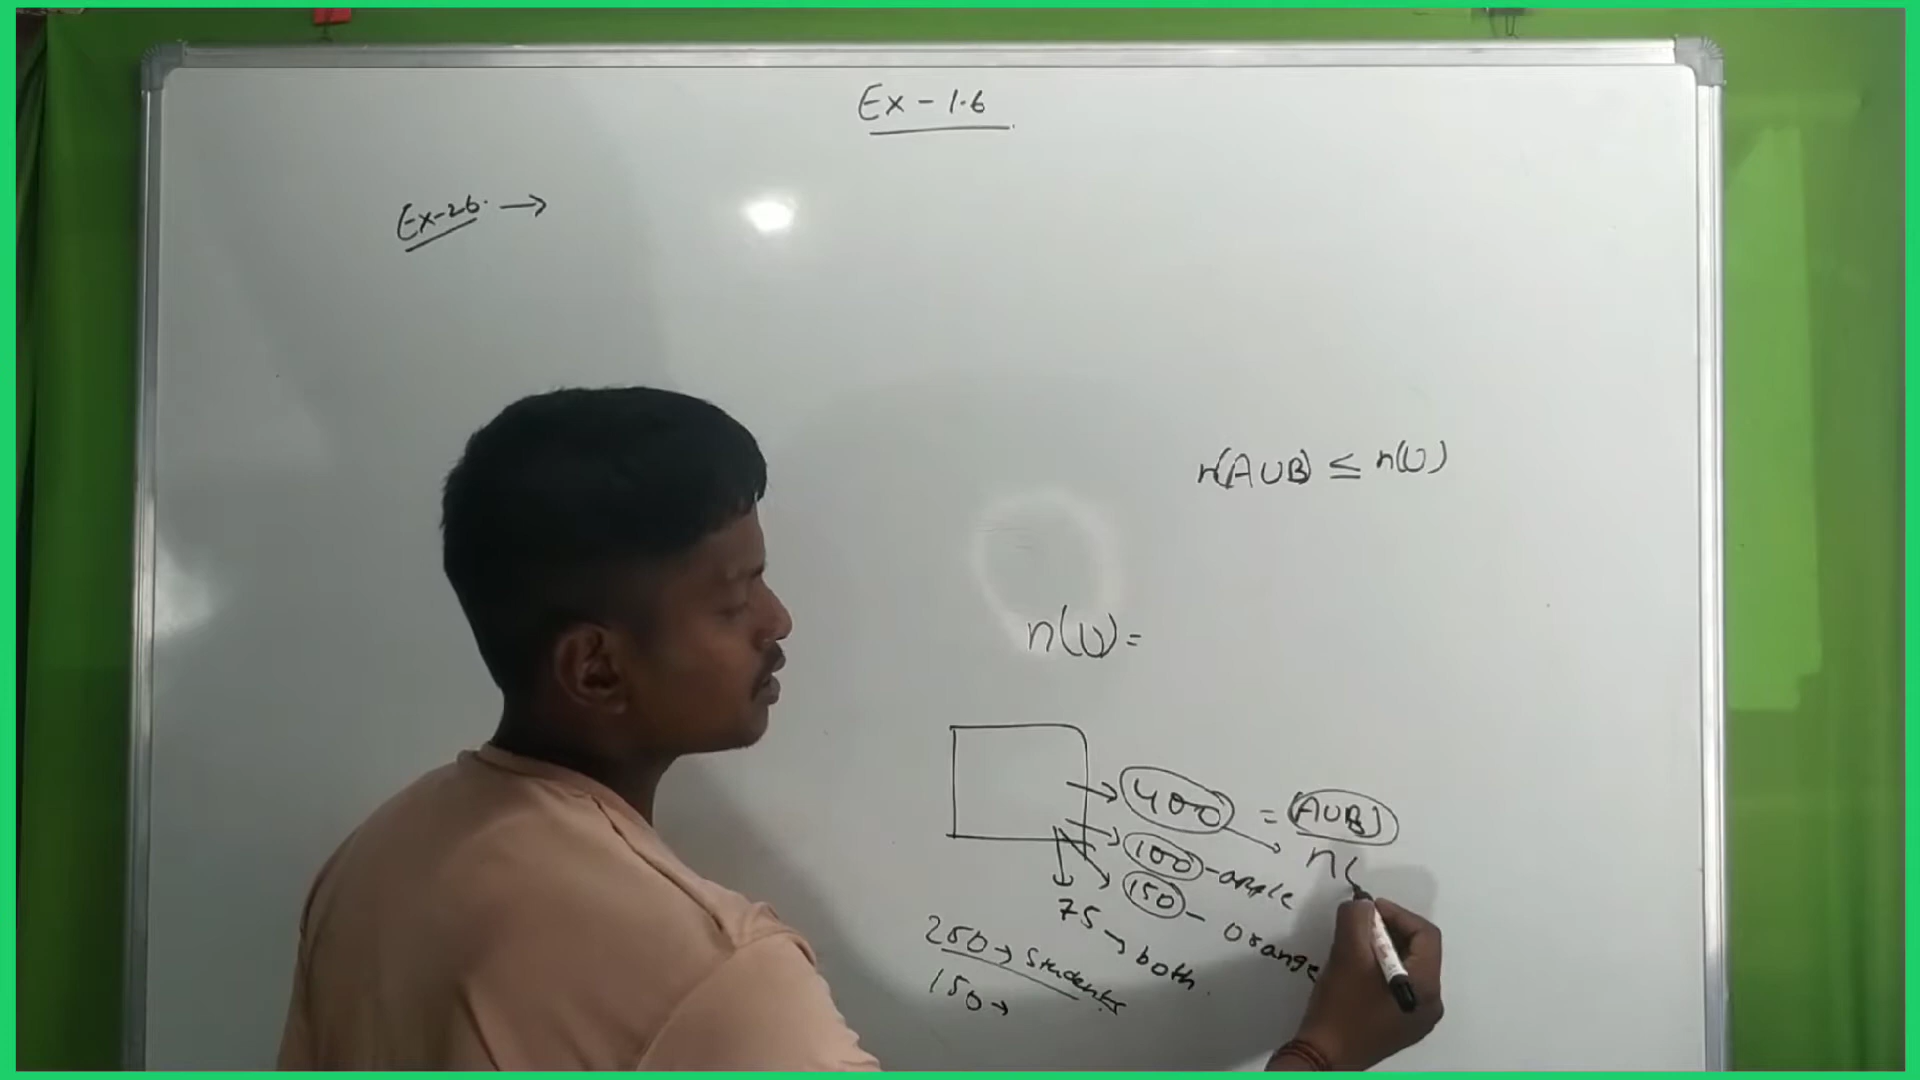 Ex - 1.6
Ex-26. →
n(A∪B) ≤ n(U)
n(U) =
→ 400 = (A∪B)
→ 100 - apple
n(
→ 150 - orange
75 → both.
250 → students
150 →